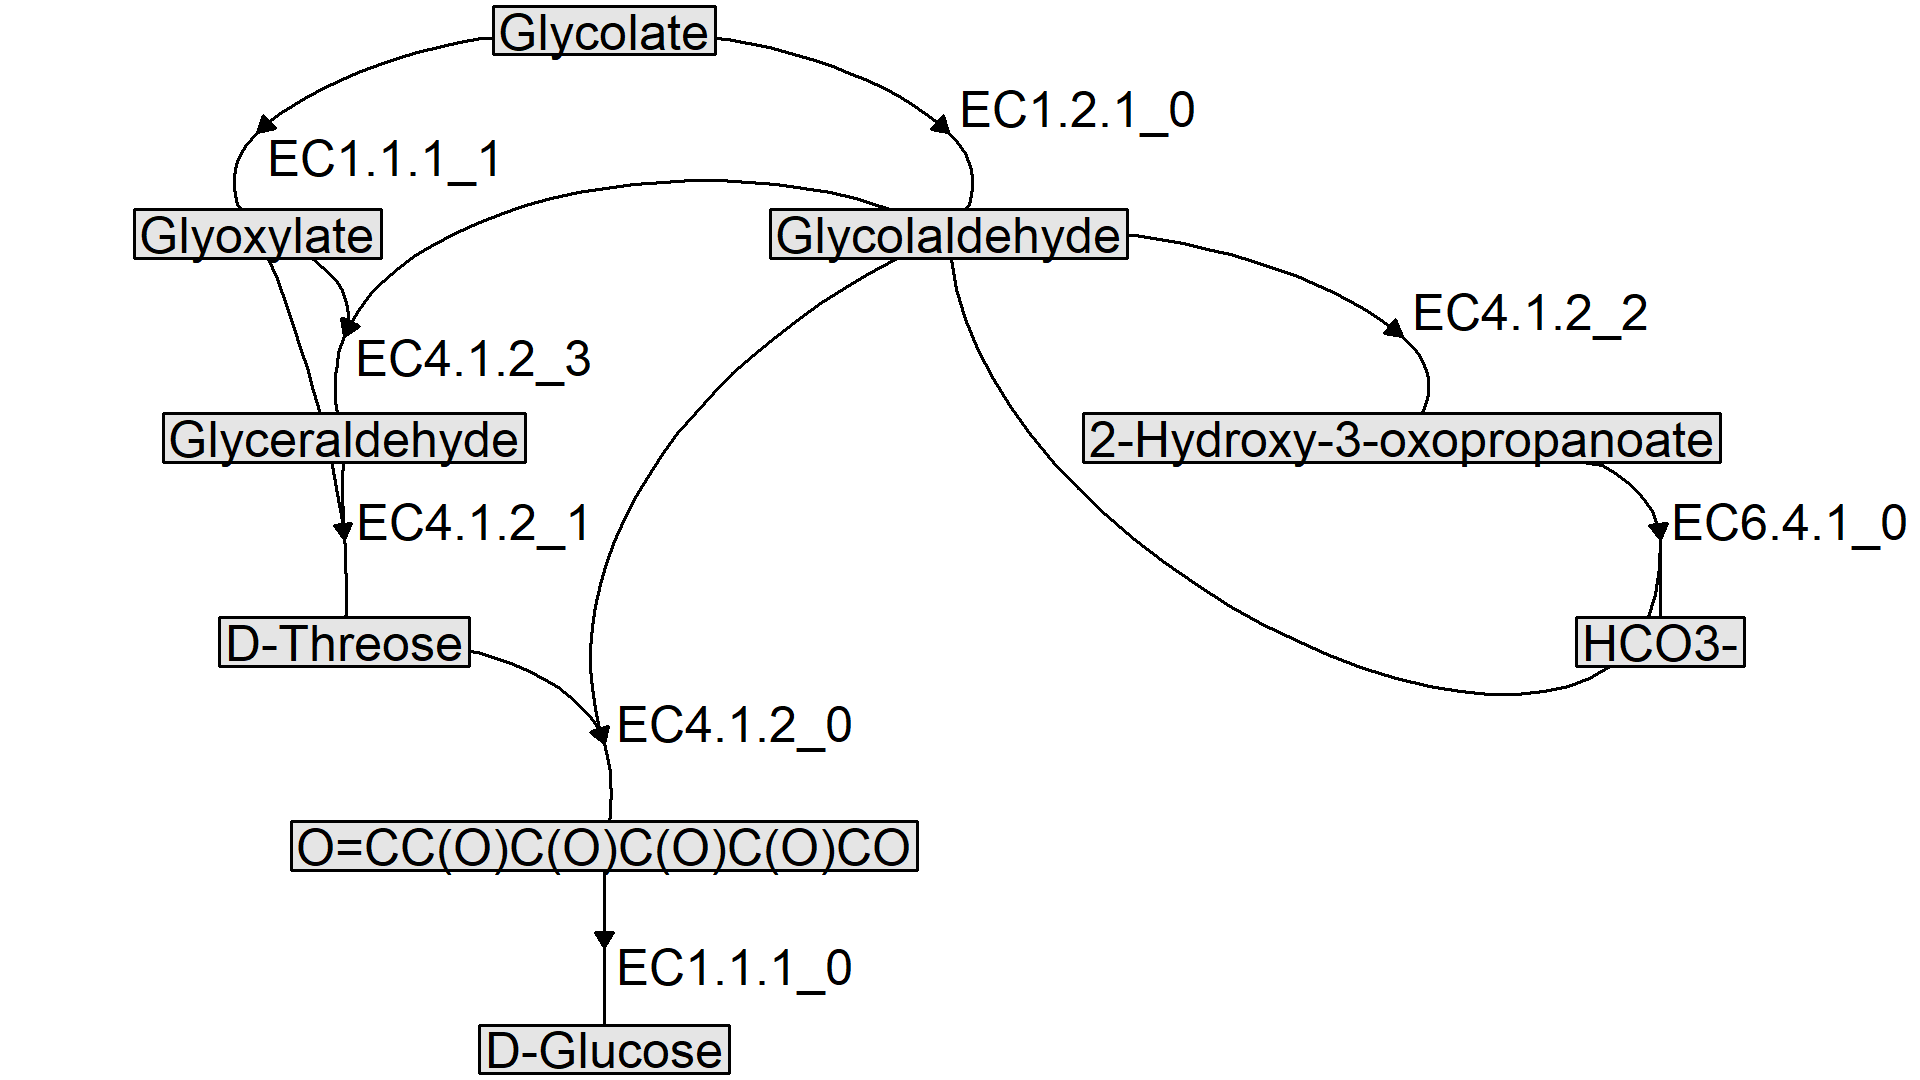 Glycolate
EC1.2.1_0
EC1.1.1_1
Glyoxylate
Glycolaldehyde
EC4.1.2_2
EC4.1.2_3
Glyceraldehyde
2-Hydroxy-3-oxopropanoate
EC4.1.2_1
EC6.4.1_0
D-Threose
HCO3-
EC4.1.2_0
O=CC(O)C(O)C(O)C(O)CO
EC1.1.1_0
D-Glucose